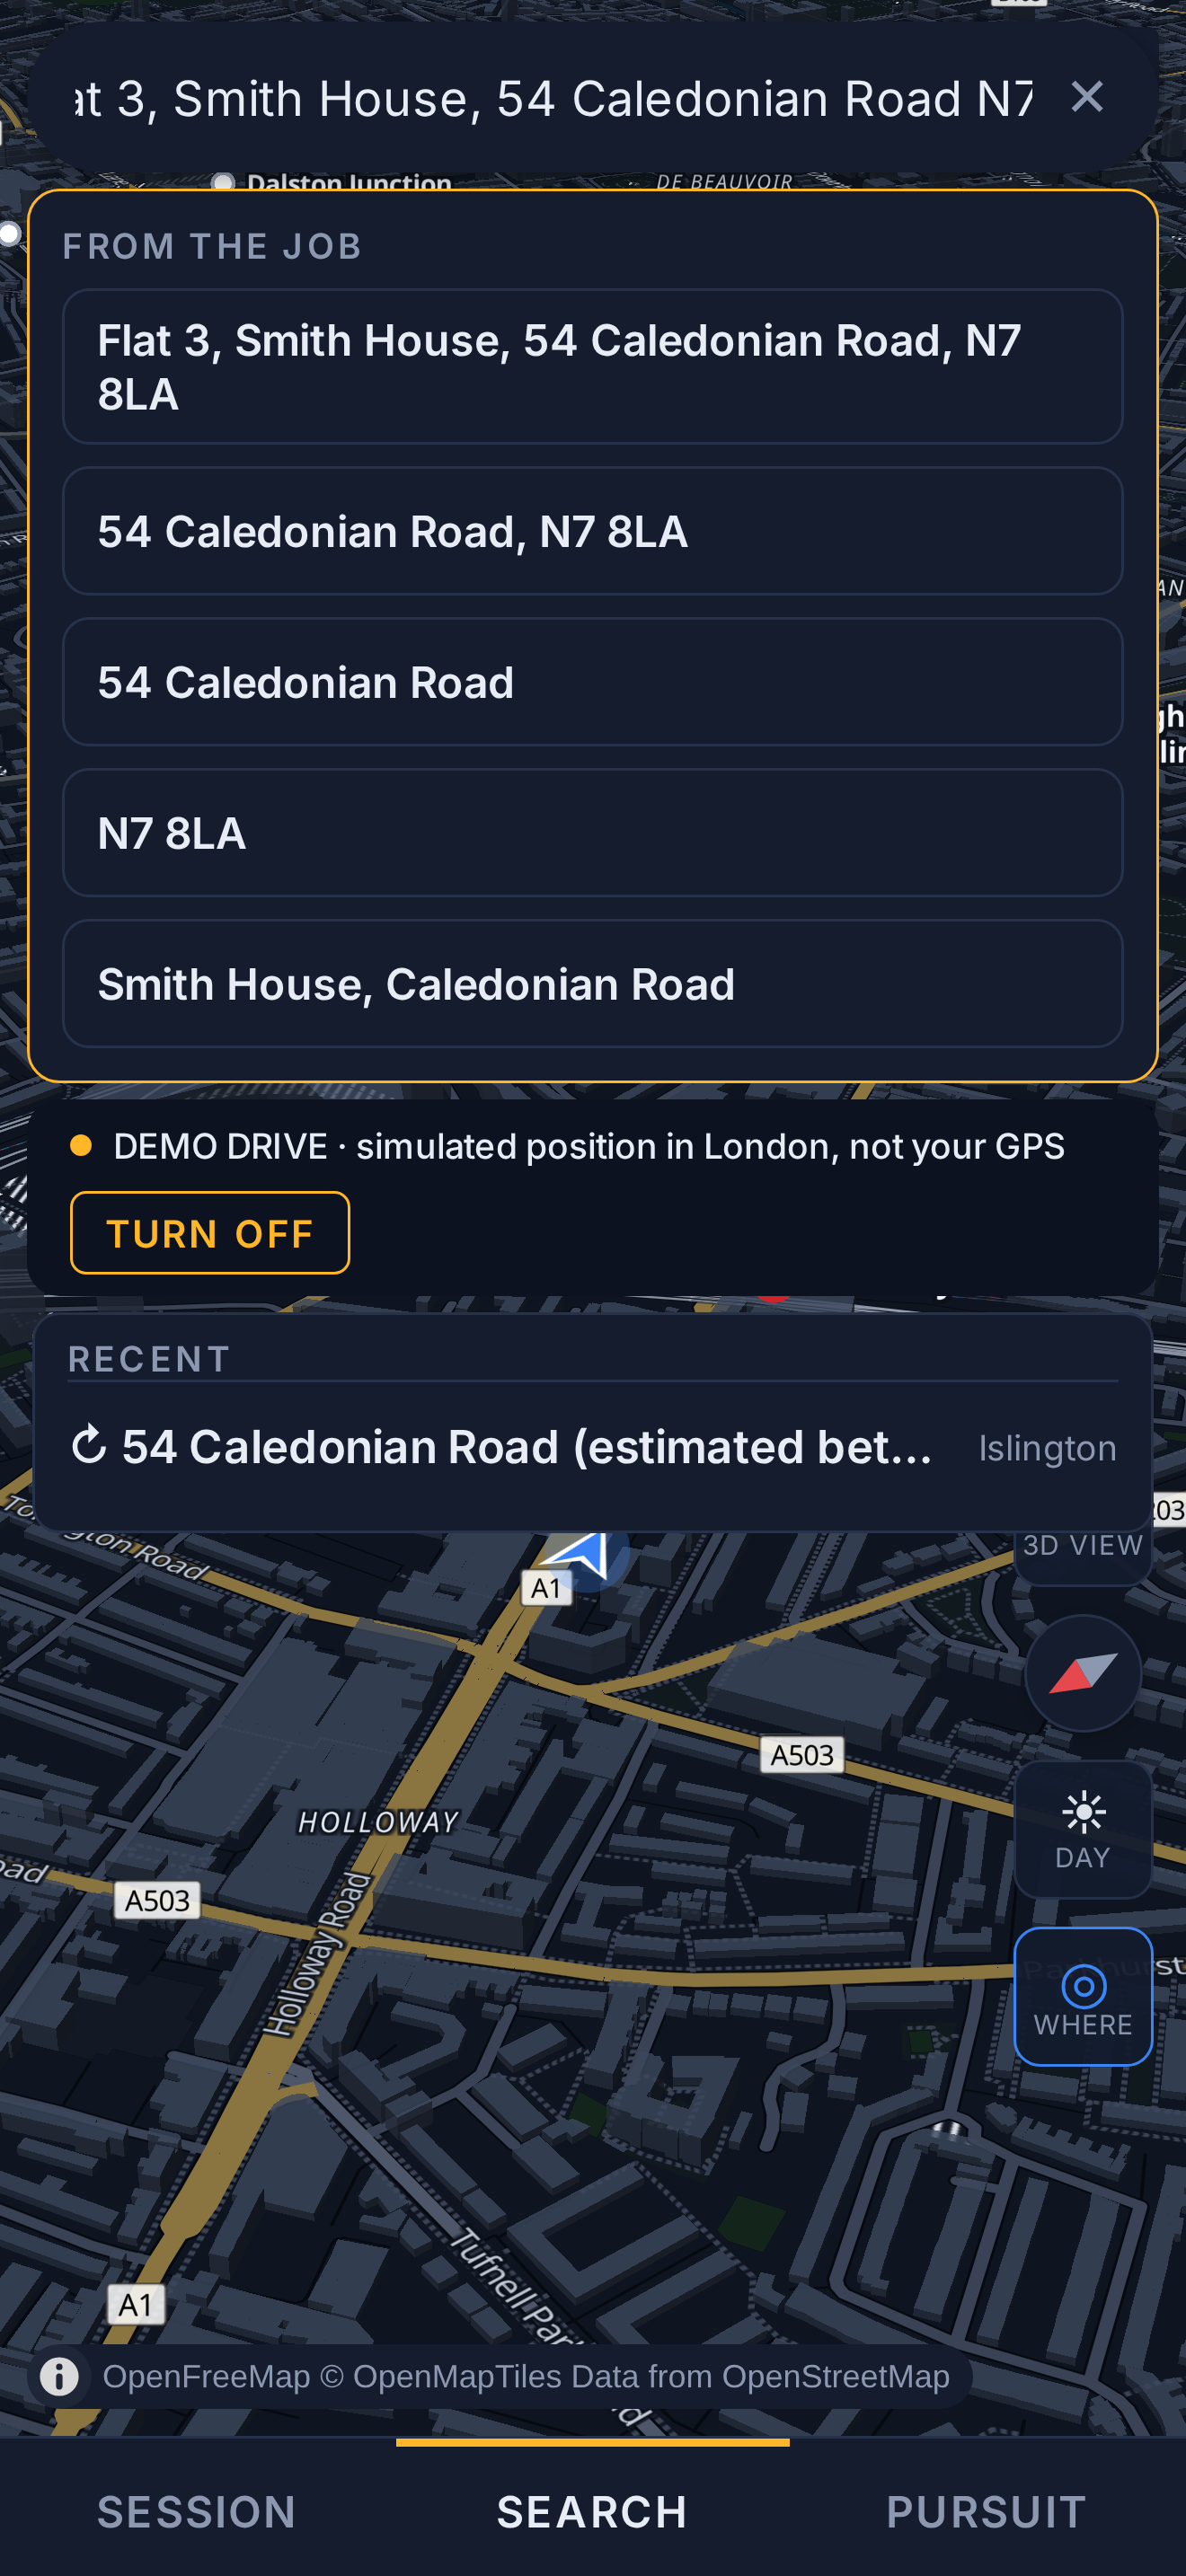 at 3, Smith House, 54 Caledonian Road N7
Dalston Junction
DE BEAUVOIR
FROM THE JOB
Flat 3, Smith House, 54 Caledonian Road, N7
8LA
54 Caledonian Road, N7 8LA
54 Caledonian Road
N7 8LA
Smith House, Caledonian Road
DEMO DRIVE · simulated position in London, not your GPS
TURN OFF
RECENT
54 Caledonian Road (estimated bet...
Islington
3D VIEW
A1
A503
HOLLOWAY
DAY
A503
Holloway Road
WHERE
A1
OpenFreeMap © OpenMapTiles Data from OpenStreetMap
SESSION
SEARCH
PURSUIT